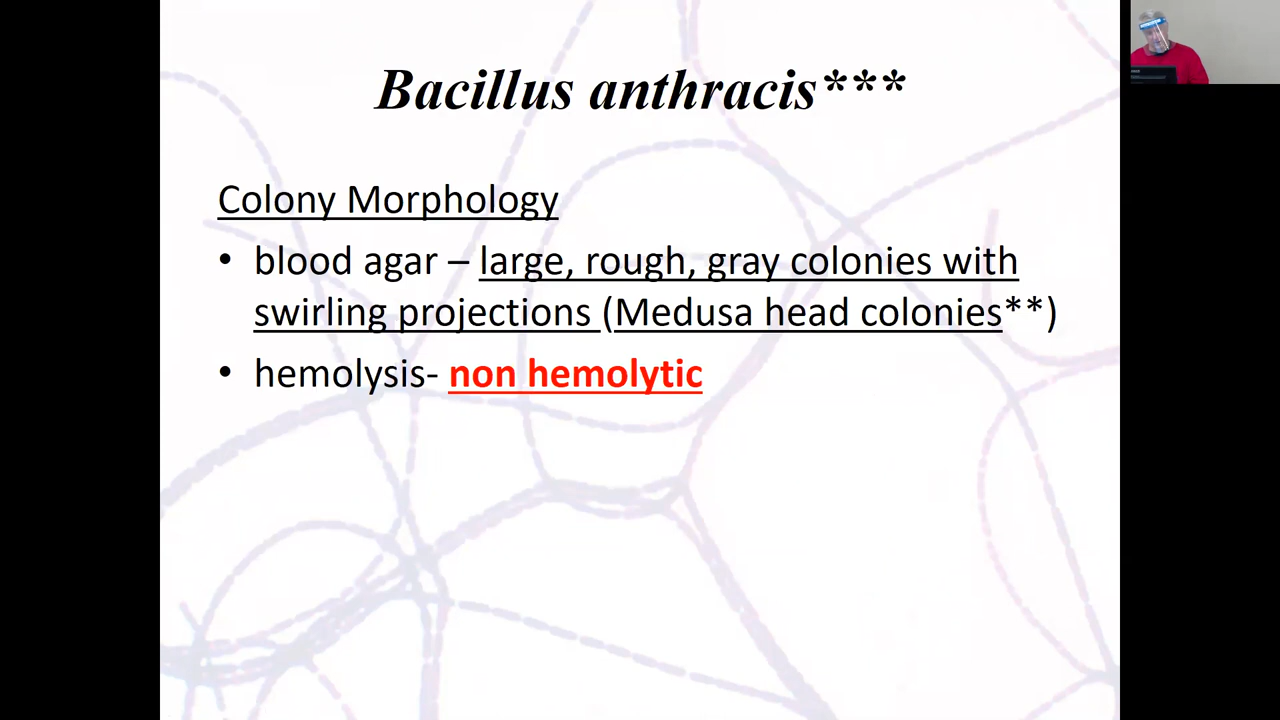 Bacillus anthracis***
Colony Morphology
• blood agar – large, rough, gray colonies with
swirling projections (Medusa head colonies**)
• hemolysis- non hemolytic